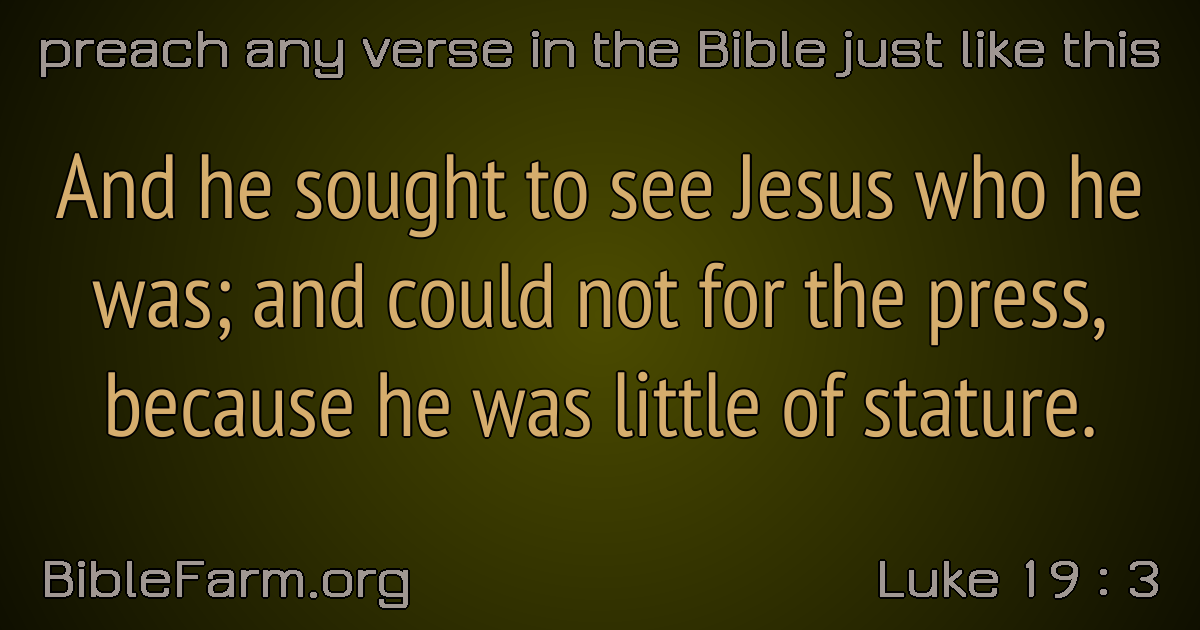 preach any verse in the Bible just like this
And he sought to see Jesus who he
was; and could not for the press,
because he was little of stature.
BibleFarm.org
Luke 19 : 3